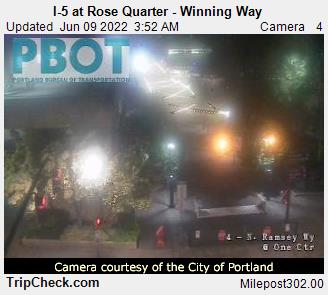 I-5 at Rose Quarter - Winning Way
Updated Jun 09 2022 3:52 AM Camera 4
PBOT
PORTLAND BUREAU OF TRANSPORTATION
4 - N. Ramsey Wy
@ One Ctr
Camera courtesy of the City of Portland
TripCheck.com Milepost302.00